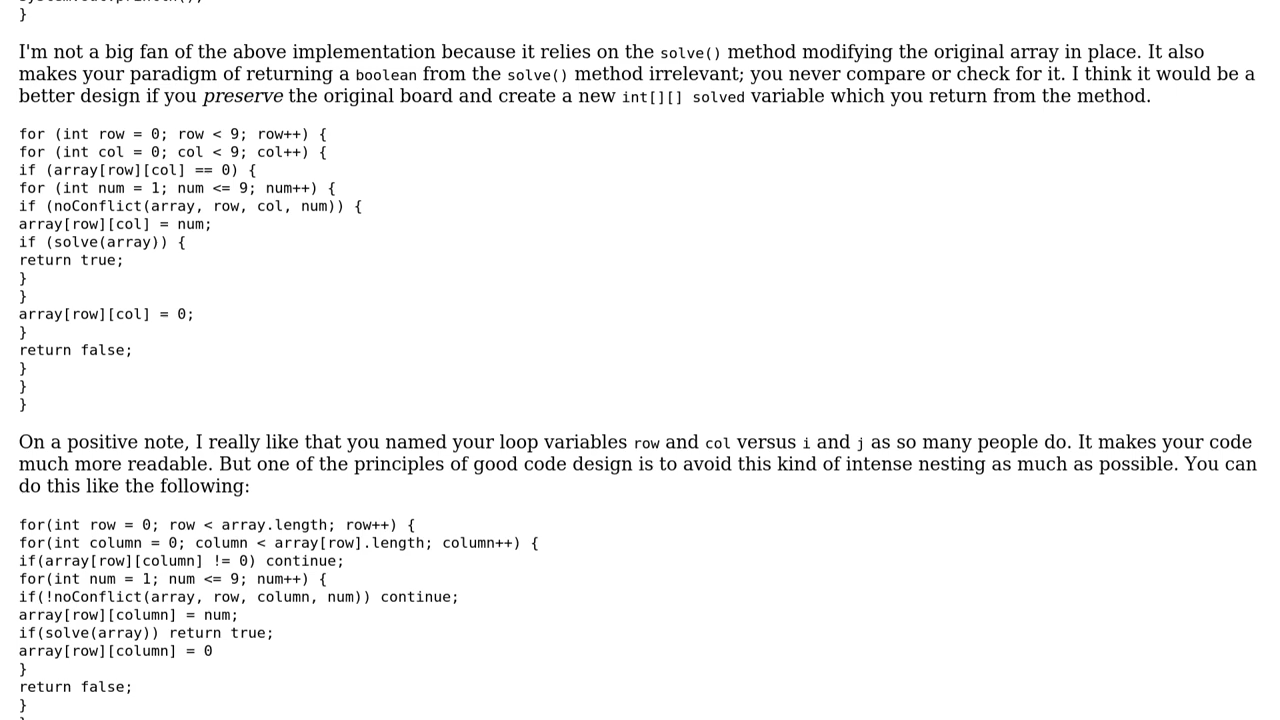 }
I'm not a big fan of the above implementation because it relies on the solve() method modifying the original array in place. It also
makes your paradigm of returning a boolean from the solve() method irrelevant; you never compare or check for it. I think it would be a
better design if you preserve the original board and create a new int[][] solved variable which you return from the method.
for (int row = 0; row < 9; row++) {
for (int col = 0; col < 9; col++) {
if (array[row][col] == 0) {
for (int num = 1; num <= 9; num++) {
if (noConflict(array, row, col, num)) {
array[row][col] = num;
if (solve(array)) {
return true;
}
}
array[row][col] = 0;
}
return false;
}
}
}
On a positive note, I really like that you named your loop variables row and col versus i and j as so many people do. It makes your code
much more readable. But one of the principles of good code design is to avoid this kind of intense nesting as much as possible. You can
do this like the following:
for(int row = 0; row < array.length; row++) {
for(int column = 0; column < array[row].length; column++) {
if(array[row][column] != 0) continue;
for(int num = 1; num <= 9; num++) {
if(!noConflict(array, row, column, num)) continue;
array[row][column] = num;
if(solve(array)) return true;
array[row][column] = 0
}
return false;
}